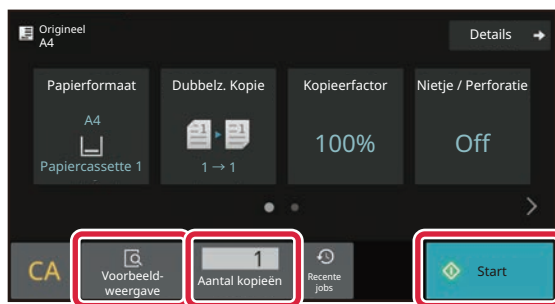 Origineel
A4
Details
Papierformaat
A4
Papiercassette 1
Dubbelz. Kopie
1 → 1
Kopieerfactor
100%
Nietje / Perforatie
Off
CA
Voorbeeld-
weergave
1
Aantal kopieën
Recente
jobs
Start